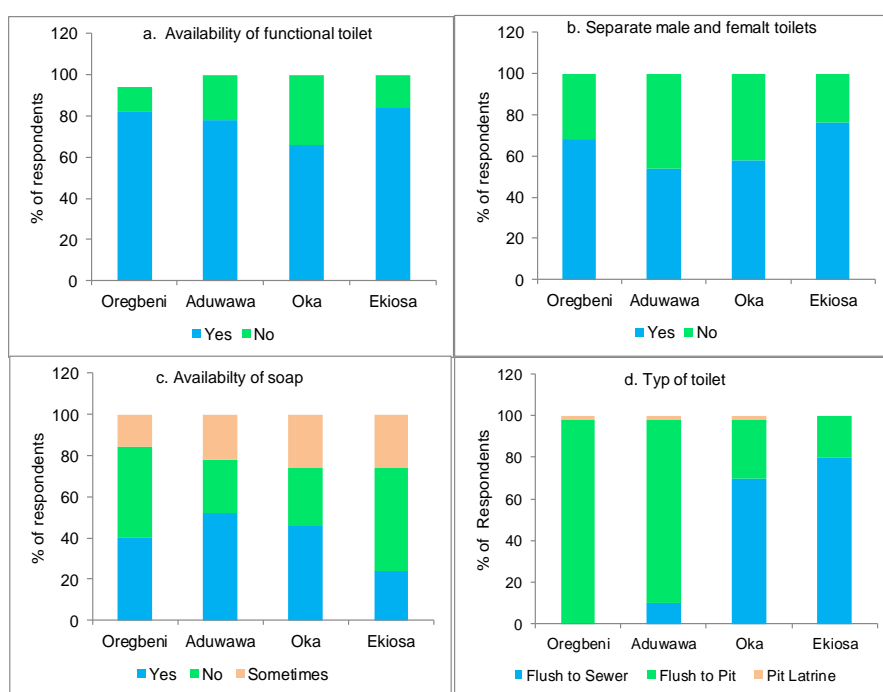 a. Availability of functional toilet
% of respondents
120
100
80
60
40
20
0
Oregbeni Aduwawa Oka Ekiosa
Yes No
b. Separate male and femalt toilets
% of respondents
120
100
80
60
40
20
0
Oregbeni Aduwawa Oka Ekiosa
Yes No
c. Availabilty of soap
% of respondents
120
100
80
60
40
20
0
Oregbeni Aduwawa Oka Ekiosa
Yes No Sometimes
d. Typ of toilet
% of Respondents
120
100
80
60
40
20
0
Oregbeni Aduwawa Oka Ekiosa
Flush to Sewer Flush to Pit Pit Latrine